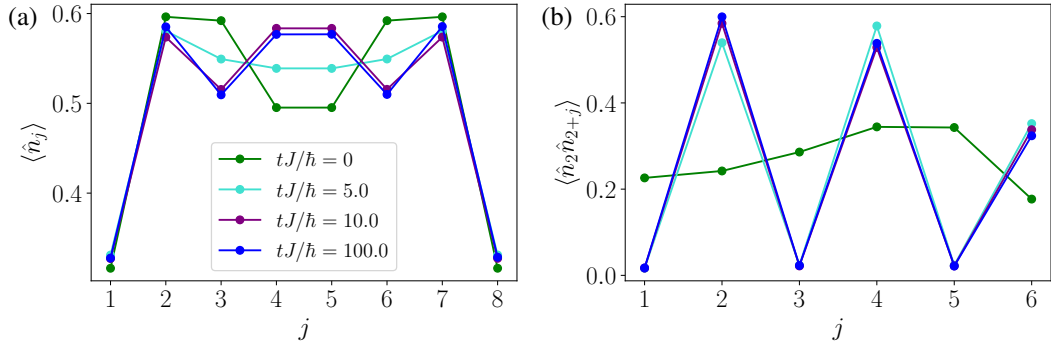 (a)
⟨n̂ⱼ⟩
0.6
0.5
0.4
tJ/ħ = 0
tJ/ħ = 5.0
tJ/ħ = 10.0
tJ/ħ = 100.0
1 2 3 4 5 6 7 8
j
(b)
⟨n̂₂n̂₂₊ⱼ⟩
0.6
0.4
0.2
0.0
1 2 3 4 5 6
j